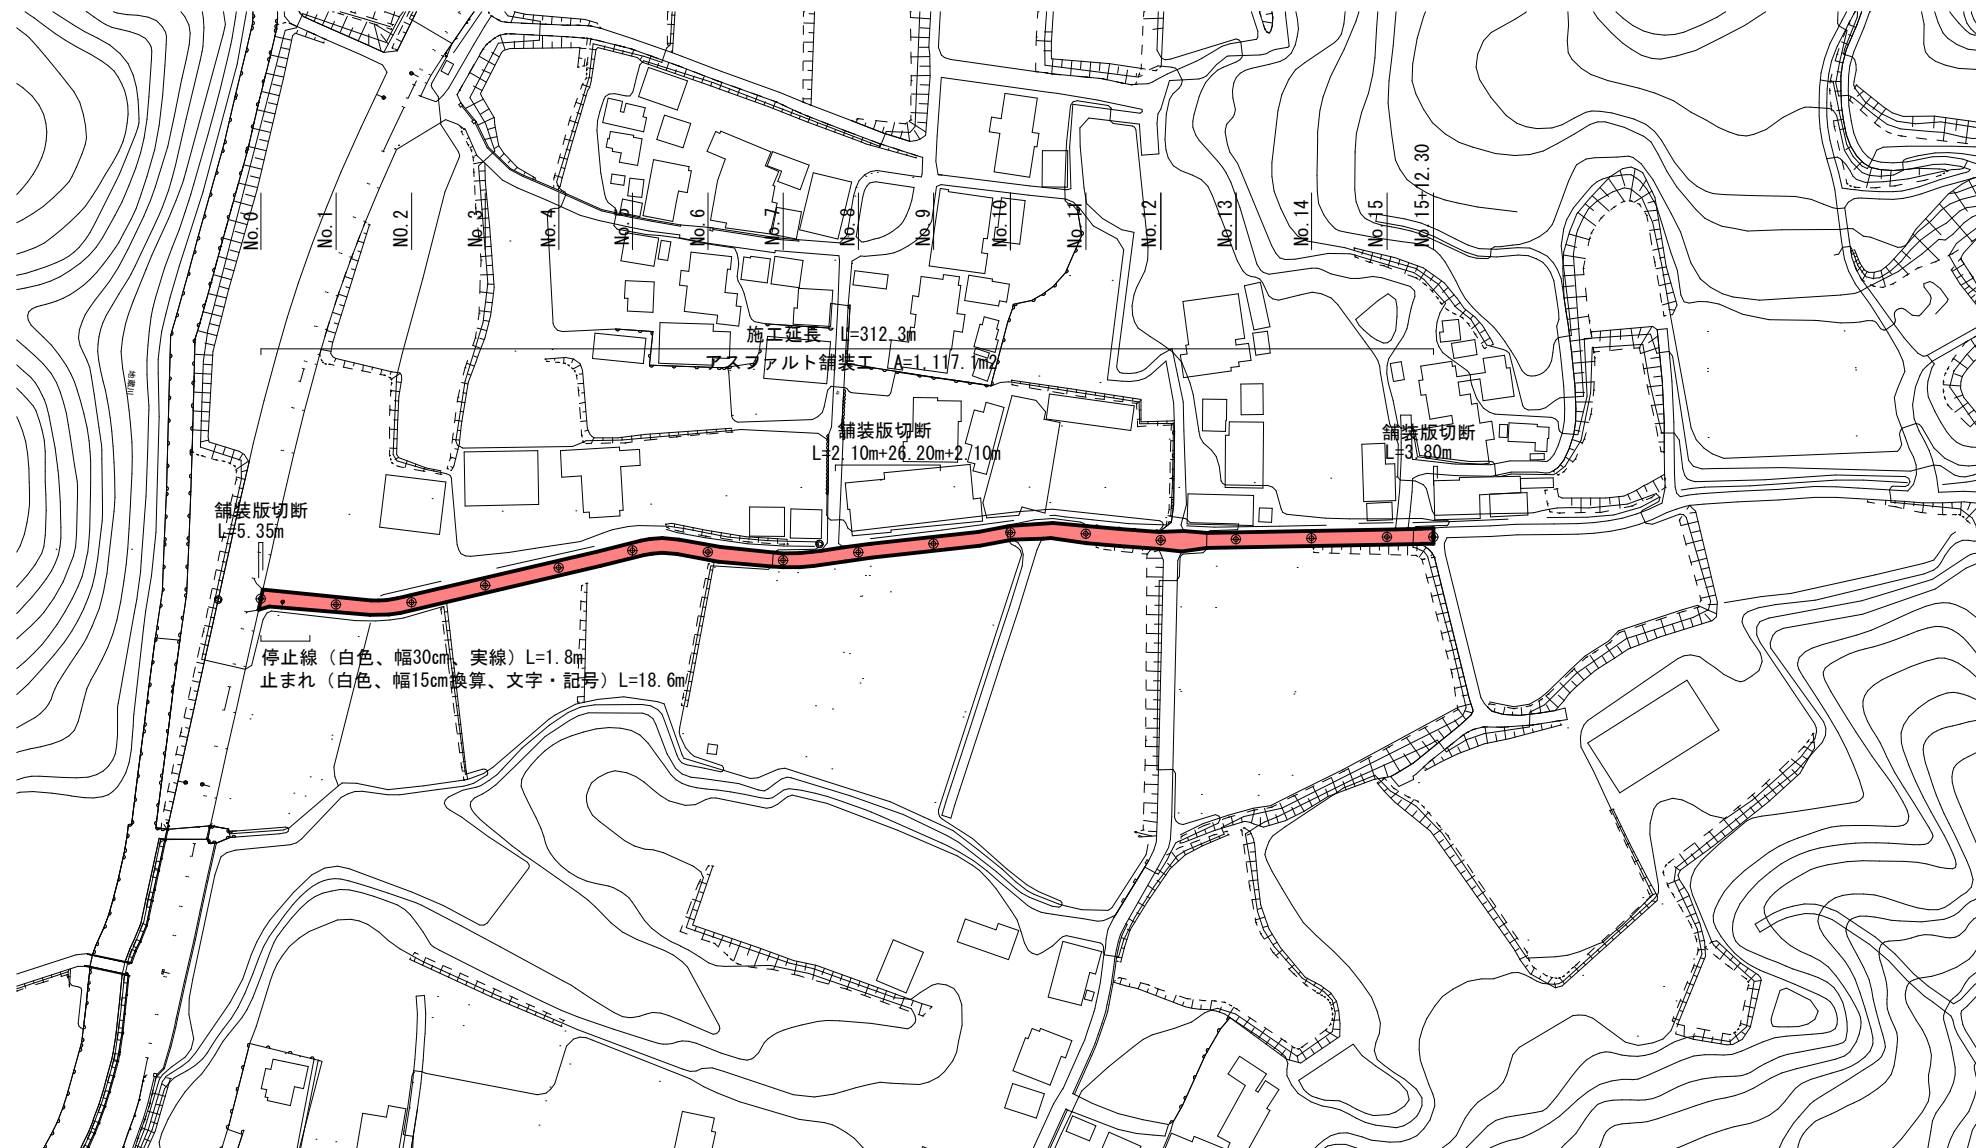 No.0
No.1
NO.2
No.3
No.4
No.5
No.6
No.7
No.8
No.9
No.10
No.11
No.12
No.13
No.14
No.15
No.15+12.30
施工延長 L=312.3m
アスファルト舗装工 A=1,117.1m2
舗装版切断
L=2.10m+26.20m+2.10m
舗装版切断
L=3.80m
舗装版切断
L=5.35m
停止線（白色、幅30cm、実線）L=1.8m
止まれ（白色、幅15cm換算、文字・記号）L=18.6m